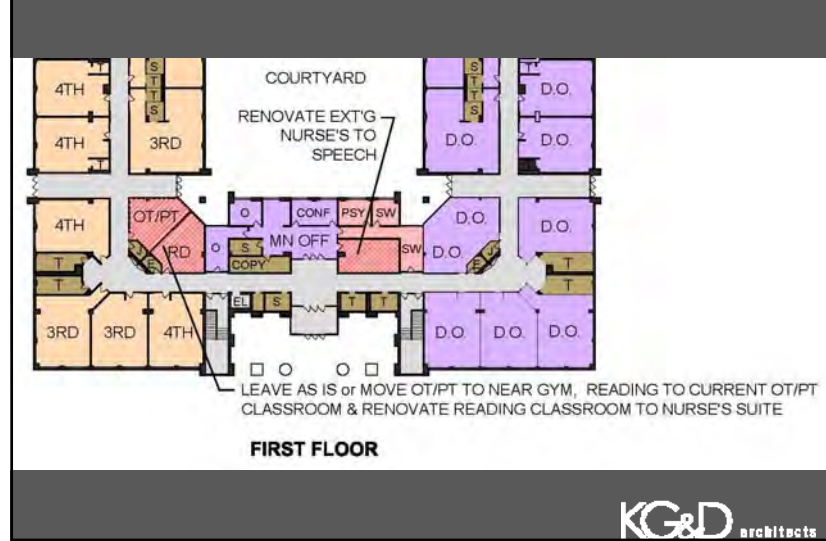 S
T
T
T
S
COURTYARD
S
T
T
S
T
4TH
D.O.
RENOVATE EXT'G
NURSE'S TO
SPEECH
4TH
3RD
D.O.
D.O.
T
OT/PT
O
CONF
PSY
SW
4TH
D.O.
D.O.
RD
O
S
MN OFF
SW
D.O.
T
E
COPY
E
T
T
T
EL
S
T
T
3RD
3RD
4TH
D.O.
D.O.
D.O.
LEAVE AS IS or MOVE OT/PT TO NEAR GYM, READING TO CURRENT OT/PT
CLASSROOM & RENOVATE READING CLASSROOM TO NURSE'S SUITE
FIRST FLOOR
KG&D architects